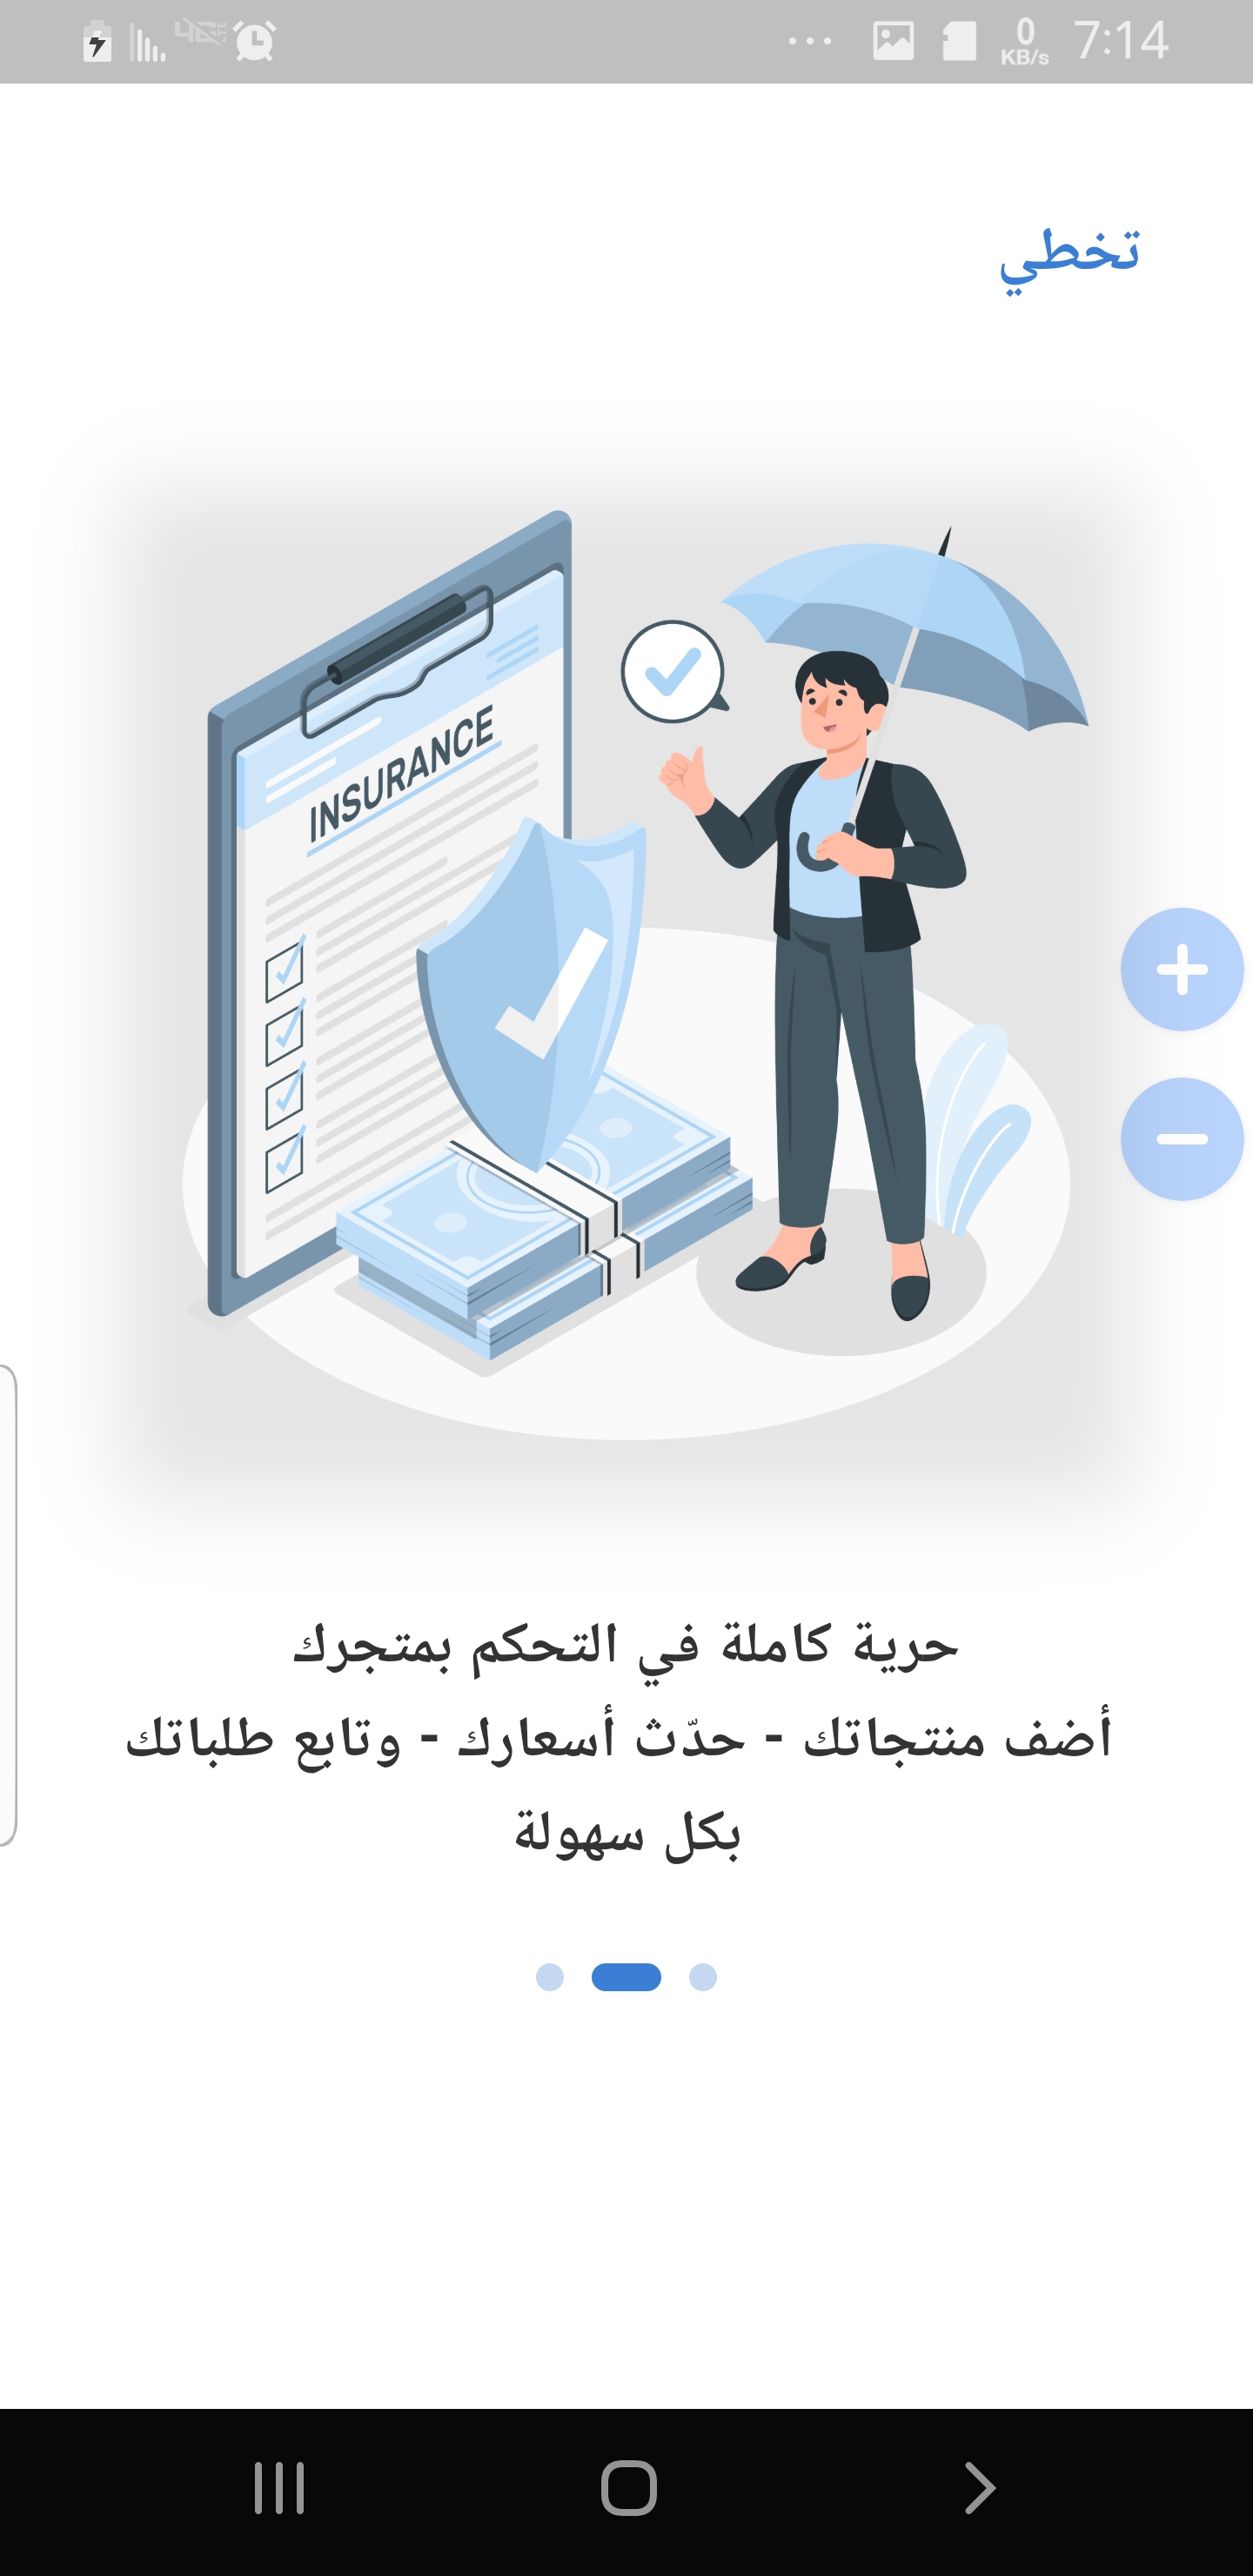 7:14
0
KB/s
تخطي
INSURANCE
حرية كاملة في التحكم بمتجرك
أضف منتجاتك - حدّث أسعارك - وتابع طلباتك
بكل سهولة